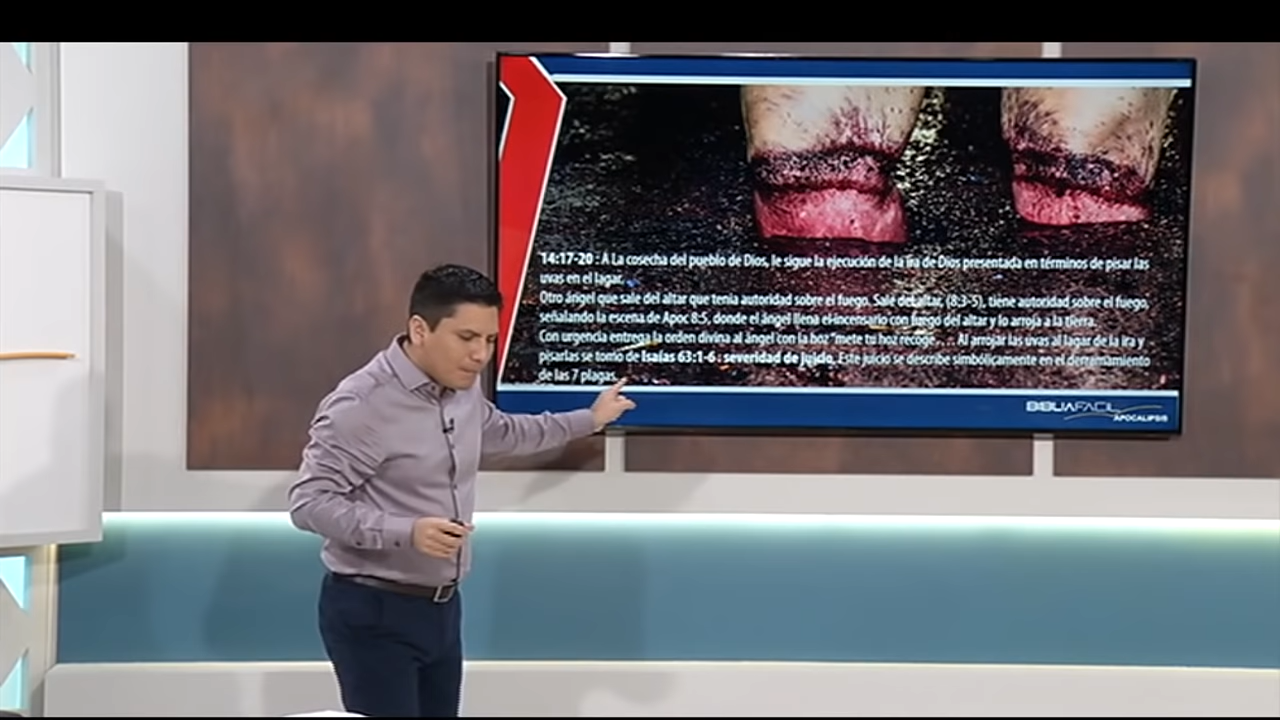 14:17-20 : A La cosecha del pueblo de Dios, le sigue la ejecución de la ira de Dios presentada en términos de pisar las
uvas en el lagar.
Otro ángel que sale del altar que tenia autoridad sobre el fuego. Sale del altar, (8:3-5), tiene autoridad sobre el fuego,
señalando la escena de Apoc 8:5, donde el ángel llena el incensario con fuego del altar y lo arroja a la tierra.
Con urgencia entrega la orden divina al ángel con la hoz "mete tu hoz recoge . . . Al arrojar las uvas al lagar de la ira y
pisarlas se tomo de Isaías 63:1-6 : severidad de juicio. Este juicio se describe simbólicamente en el derramamiento
de las 7 plagas.
BIBLIAFACIL
APOCALIPSIS